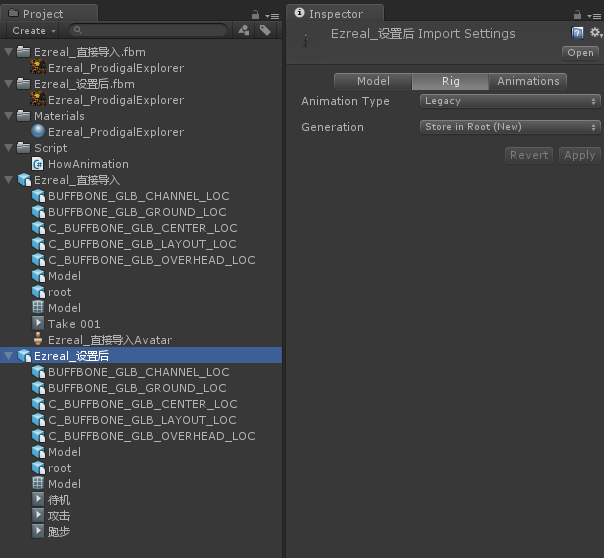 Project
Create
Ezreal_直接导入.fbm
Ezreal_ProdigalExplorer
Ezreal_设置后.fbm
Ezreal_ProdigalExplorer
Materials
Ezreal_ProdigalExplorer
Script
HowAnimation
Ezreal_直接导入
BUFFBONE_GLB_CHANNEL_LOC
BUFFBONE_GLB_GROUND_LOC
C_BUFFBONE_GLB_CENTER_LOC
C_BUFFBONE_GLB_LAYOUT_LOC
C_BUFFBONE_GLB_OVERHEAD_LOC
Model
root
Model
Take 001
Ezreal_直接导入Avatar
Ezreal_设置后
BUFFBONE_GLB_CHANNEL_LOC
BUFFBONE_GLB_GROUND_LOC
C_BUFFBONE_GLB_CENTER_LOC
C_BUFFBONE_GLB_LAYOUT_LOC
C_BUFFBONE_GLB_OVERHEAD_LOC
Model
root
Model
待机
攻击
跑步
Inspector
Ezreal_设置后 Import Settings
Open
Model Rig Animations
Animation Type Legacy
Generation Store in Root (New)
Revert Apply